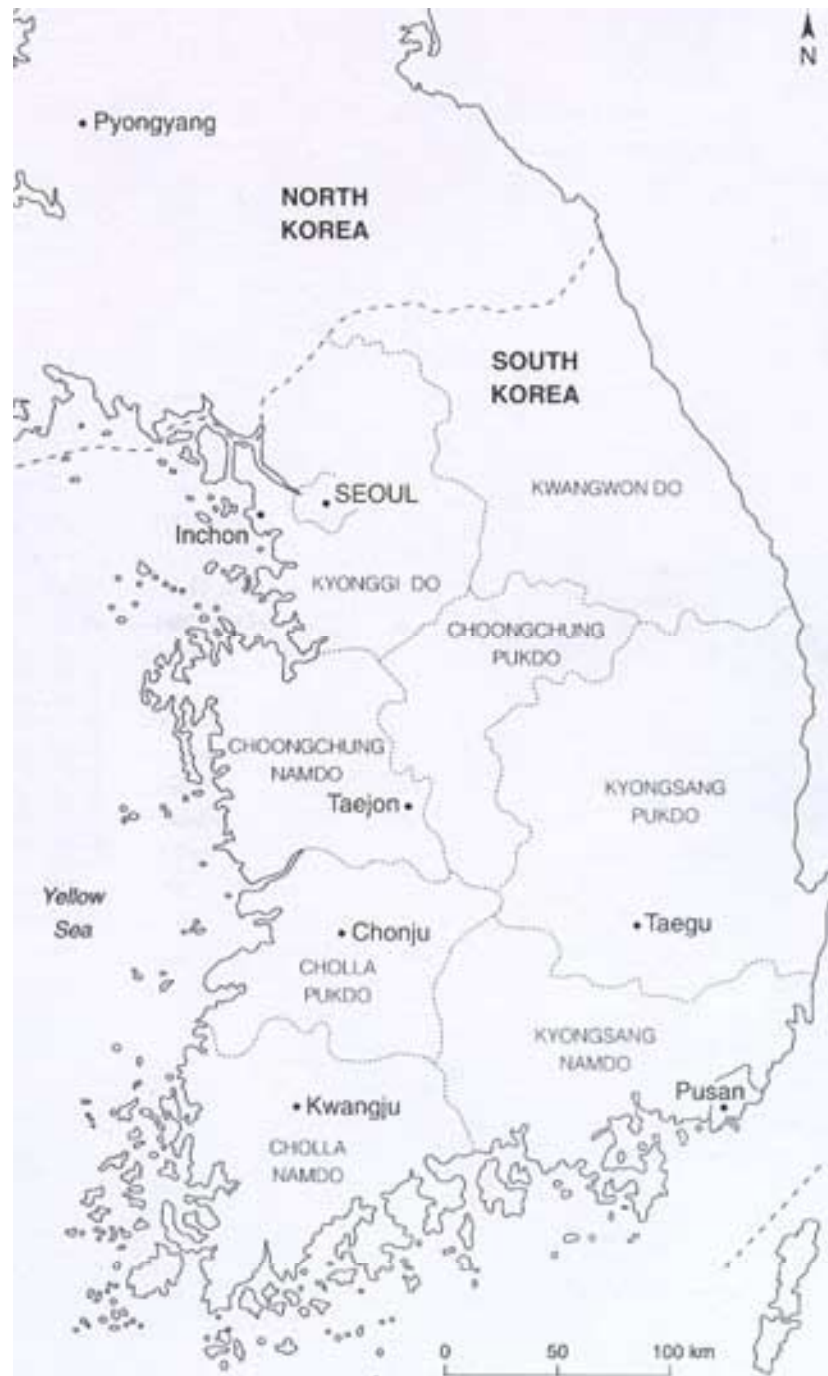 N
Pyongyang
NORTH
KOREA
SOUTH
KOREA
KWANGWON DO
SEOUL
Inchon
KYONGGI DO
CHOONGCHUNG
PUKDO
CHOONGCHUNG
NAMDO
Taejon
KYONGSANG
PUKDO
Yellow
Sea
Chonju
Taegu
CHOLLA
PUKDO
KYONGSANG
NAMDO
Pusan
Kwangju
CHOLLA
NAMDO
0 50 100 km